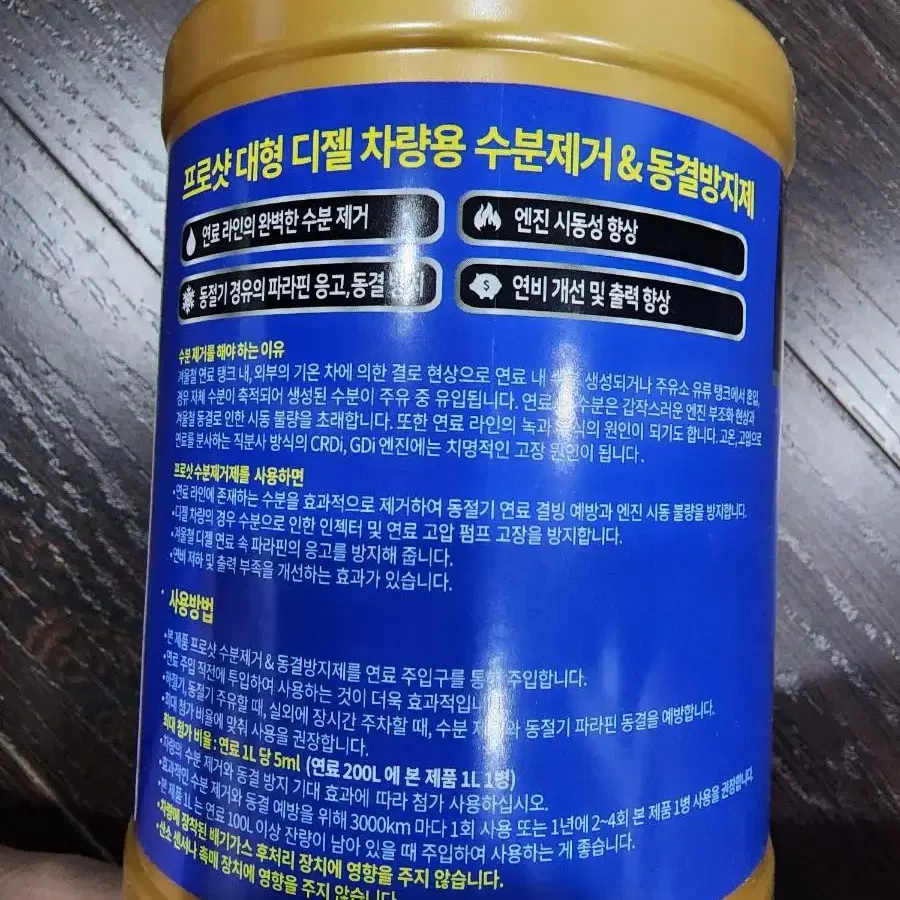 프로샷 대형 디젤 차량용 수분제거 & 동결방지제
연료 라인의 완벽한 수분 제거
엔진 시동성 향상
동절기 경유의 파라핀 응고, 동결
연비 개선 및 출력 향상
수분 제거를 해야 하는 이유
겨울철 연료 탱크 내, 외부의 기온 차에 의한 결로 현상으로 연료 내 생성되거나 주유소 유류 탱크에서 혼입,
경유 자체 수분이 축적되어 생성된 수분이 주유 중 유입됩니다. 수분은 갑작스러운 엔진 부조화 현상과
겨울철 동결로 인한 시동 불량을 초래합니다. 또한 연료 라인의 녹과 원인이 되기도 합니다. 고온, 고압으로
연료를 분사하는 직분사 방식의 CRDi, GDi 엔진에는 치명적인 고장 원인이 됩니다.
프로샷 수분제거제를 사용하면
•연료 라인에 존재하는 수분을 효과적으로 제거하여 동절기 연료 결빙 예방과 엔진 시동 불량을 방지합니다.
•디젤 차량의 경우 수분으로 인한 인젝터 및 연료 고압 펌프 고장을 방지합니다.
•겨울철 디젤 연료 속 파라핀의 응고를 방지해 줍니다.
•연비 저하 및 출력 부족을 개선하는 효과가 있습니다.
사용방법
•본 제품 프로샷 수분제거 & 동결방지제를 연료 주입구를 주입합니다.
•연료 주입 직전에 투입하여 사용하는 것이 더욱 효과적입니다.
•하절기, 동절기 주유할 때, 실외에 장시간 주차할 때, 수분 동절기 파라핀 동결을 예방합니다.
•최대 첨가 비율에 맞춰 사용을 권장합니다.
최대 첨가 비율 : 연료 1L 당 5ml (연료 200L 에 본 제품 1L 1병)
•차량의 수분 제거와 동결 방지 기대 효과에 따라 첨가 사용하십시오.
•효과적인 수분 제거와 동결 예방을 위해 3000km 마다 1회 사용 또는 1년에 2~4회 본 제품 1병 사용을 권장합니다.
•본 제품 1L는 연료 100L 이상 잔량이 남아 있을 때 주입하여 사용하는 게 좋습니다.
•차량에 장착된 배기가스 후처리 장치에 영향을 주지 않습니다.
•산소 센서나 촉매 장치에 영향을 주지 않습니다.